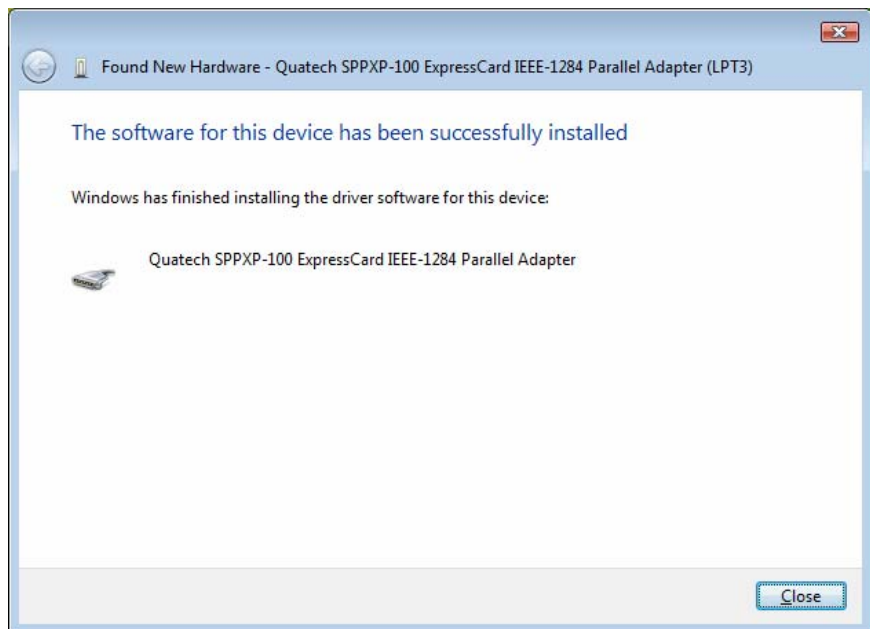 Found New Hardware - Quatech SPPXP-100 ExpressCard IEEE-1284 Parallel Adapter (LPT3)
The software for this device has been successfully installed
Windows has finished installing the driver software for this device:
Quatech SPPXP-100 ExpressCard IEEE-1284 Parallel Adapter
Close